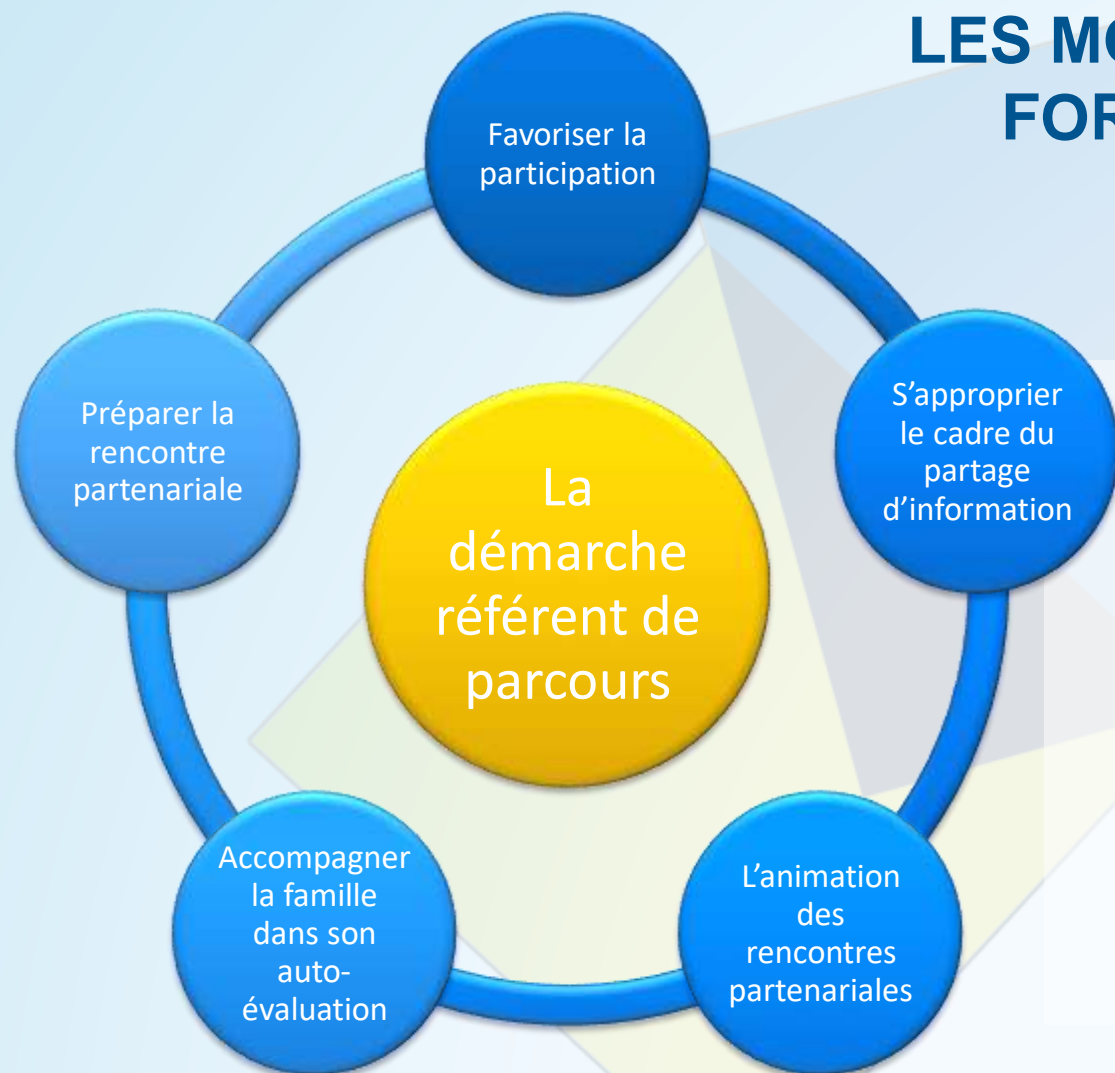 LES
FOR
Favoriser la
participation
S’approprier
le cadre du
partage
d’information
L’animation
des
rencontres
partenariales
Accompagner
la famille
dans son
auto-
évaluation
Préparer la
rencontre
partenariale
La
démarche
référent de
parcours